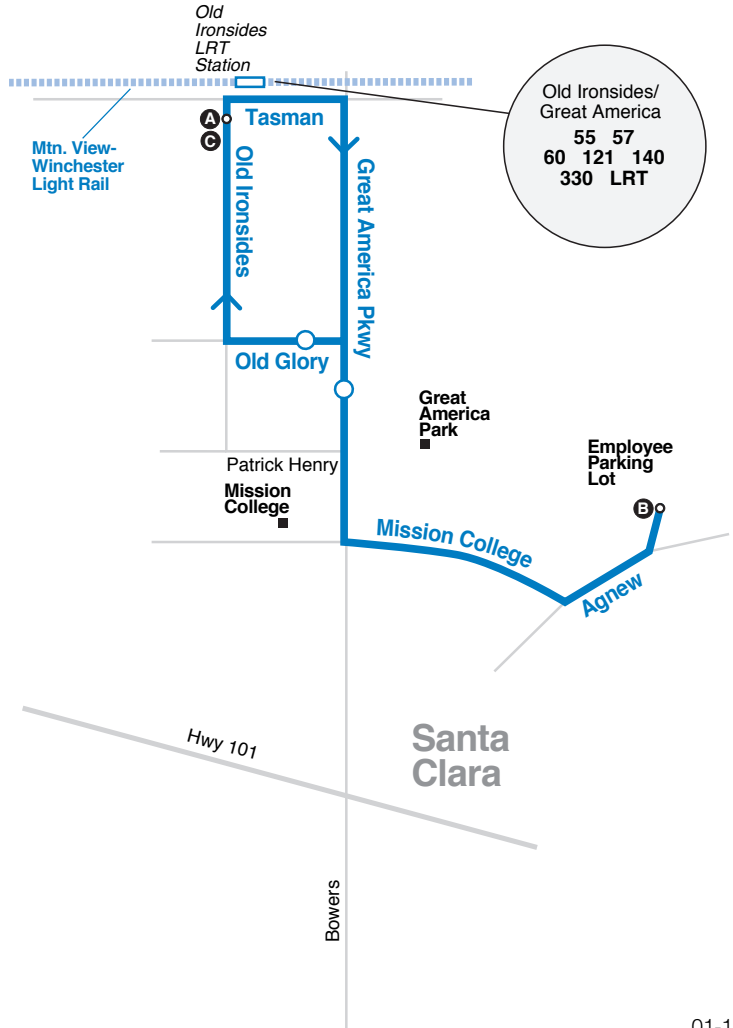 Old
Ironsides
LRT
Station
Mtn. View-
Winchester
Light Rail
A
C
Tasman
Old Ironsides
Great America Pkwy
Old Ironsides/
Great America
55 57
60 121 140
330 LRT
Old Glory
Great
America
Park
Patrick Henry
Mission
College
Employee
Parking
Lot
B
Mission College
Agnew
Santa
Clara
Hwy 101
Bowers